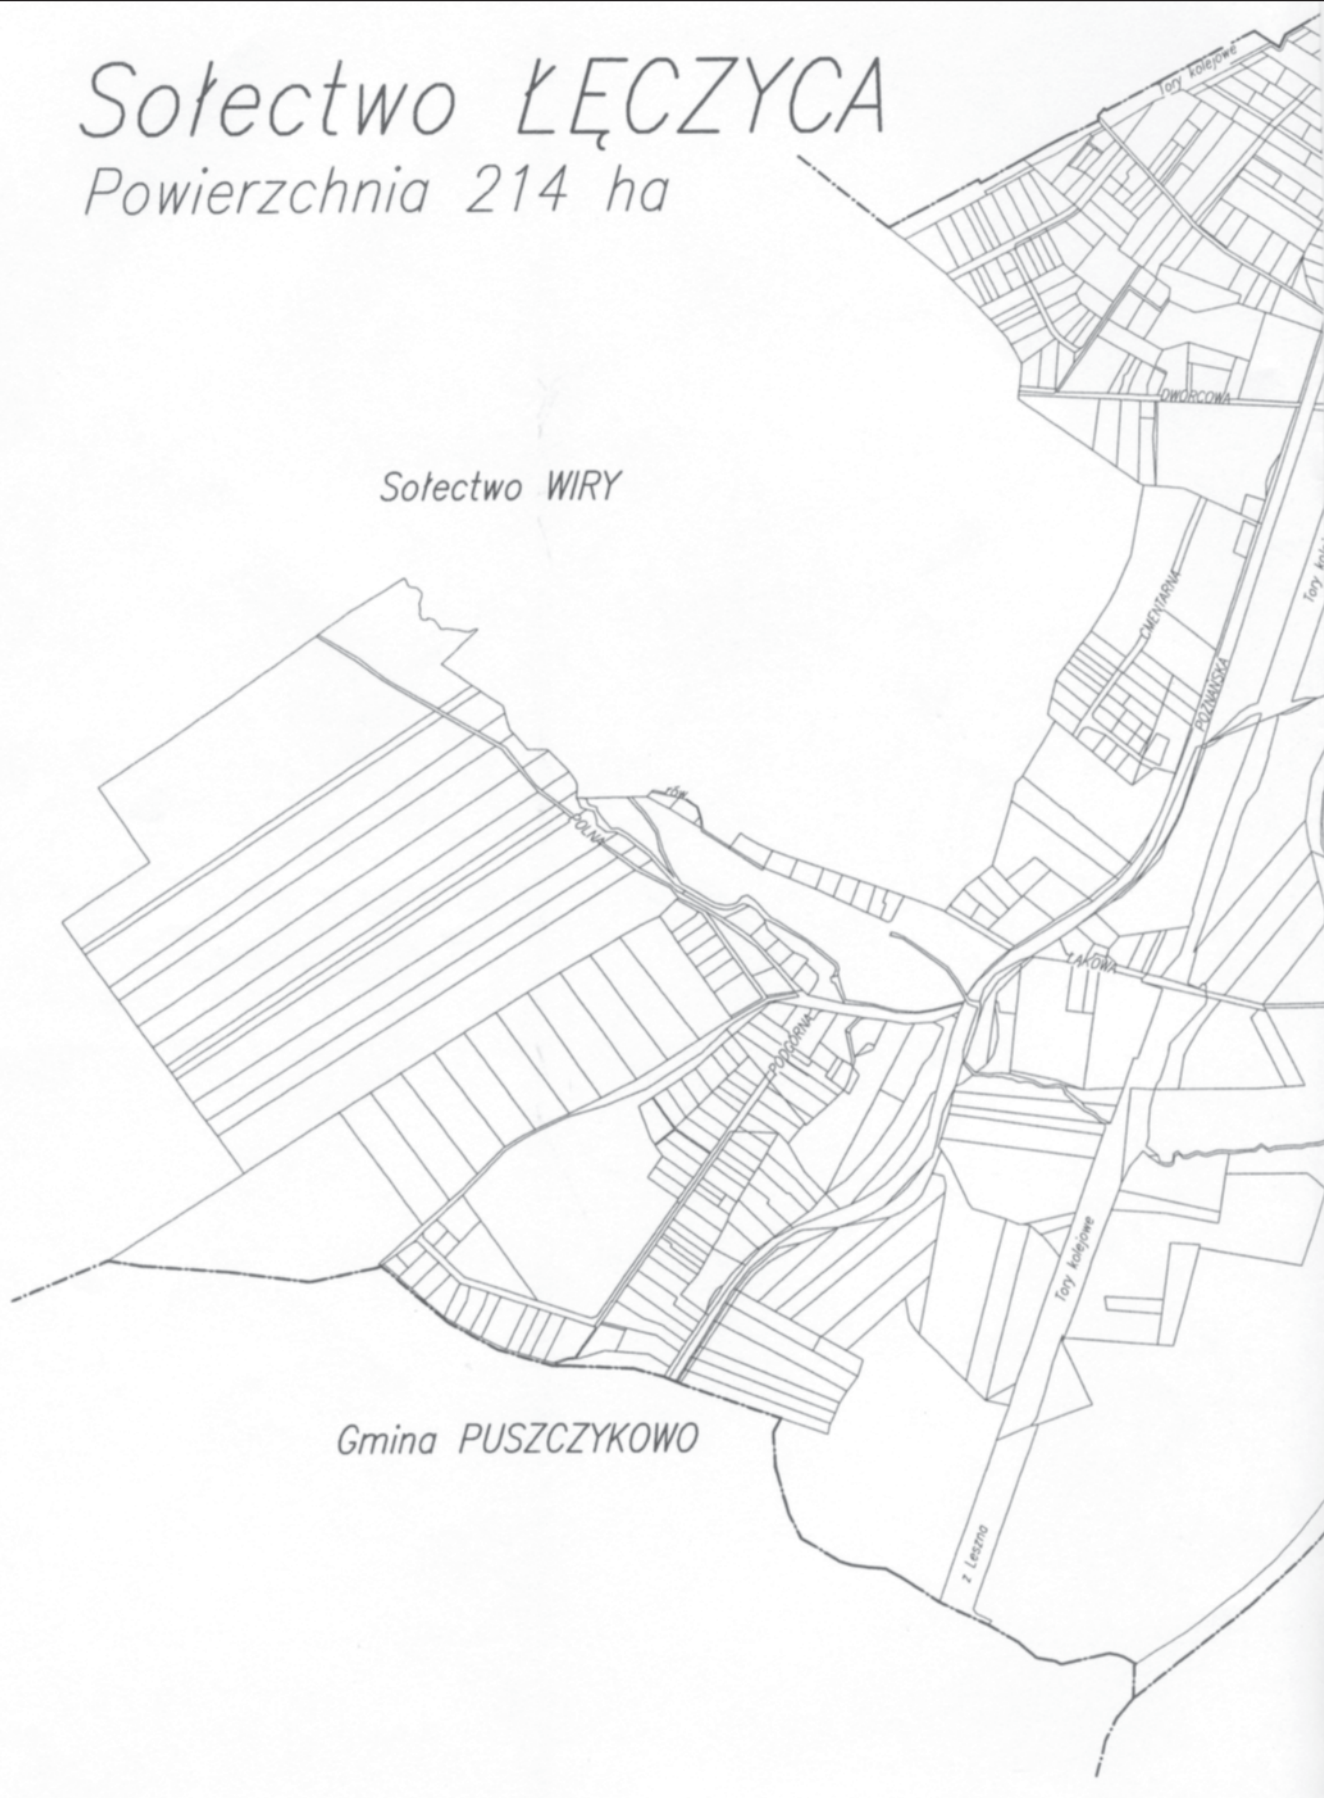 Sołectwo ŁĘCZYCA
Powierzchnia 214 ha
Tory kolejowe
DWORCOWA
Sołectwo WIRY
CMENTARNA
POZNAŃSKA
Tory
rów
POLNA
ŁĄKOWA
PODGÓRNA
Tory kolejowe
Gmina PUSZCZYKOWO
z Leszna